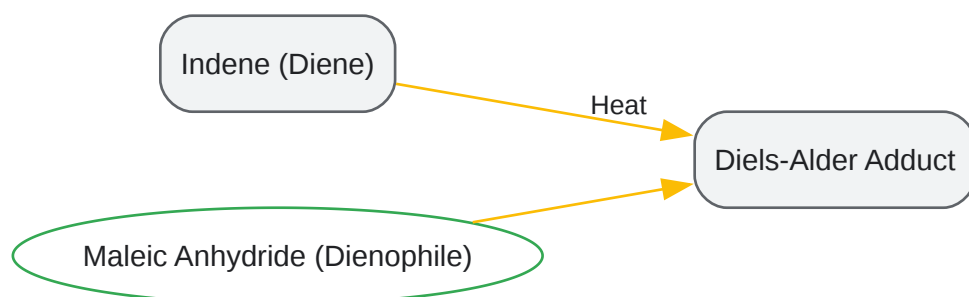 Indene (Diene)
Heat
Diels-Alder Adduct
Maleic Anhydride (Dienophile)